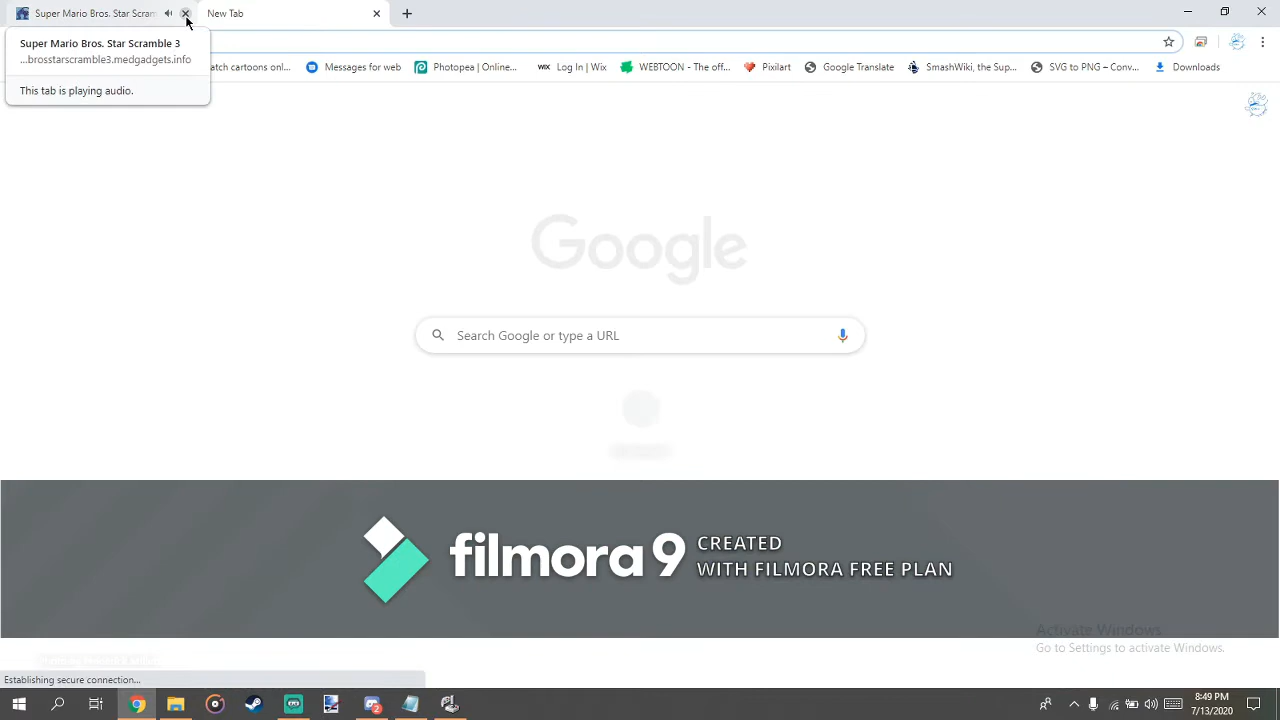 Super Mario Bros. Star Scram
New Tab
Super Mario Bros. Star Scramble 3
...brosstarscramble3.medgadgets.info
This tab is playing audio.
atch cartoons onl...
Messages for web
Photopea | Online...
WIX Log In | Wix
WEBTOON - The off...
Pixilart
Google Translate
SmashWiki, the Sup...
SVG to PNG – Conv...
Downloads
Google
Search Google or type a URL
filmora 9 CREATED
WITH FILMORA FREE PLAN
Activate Windows
Go to Settings to activate Windows.
Establishing secure connection...
2
8:49 PM
7/13/2020